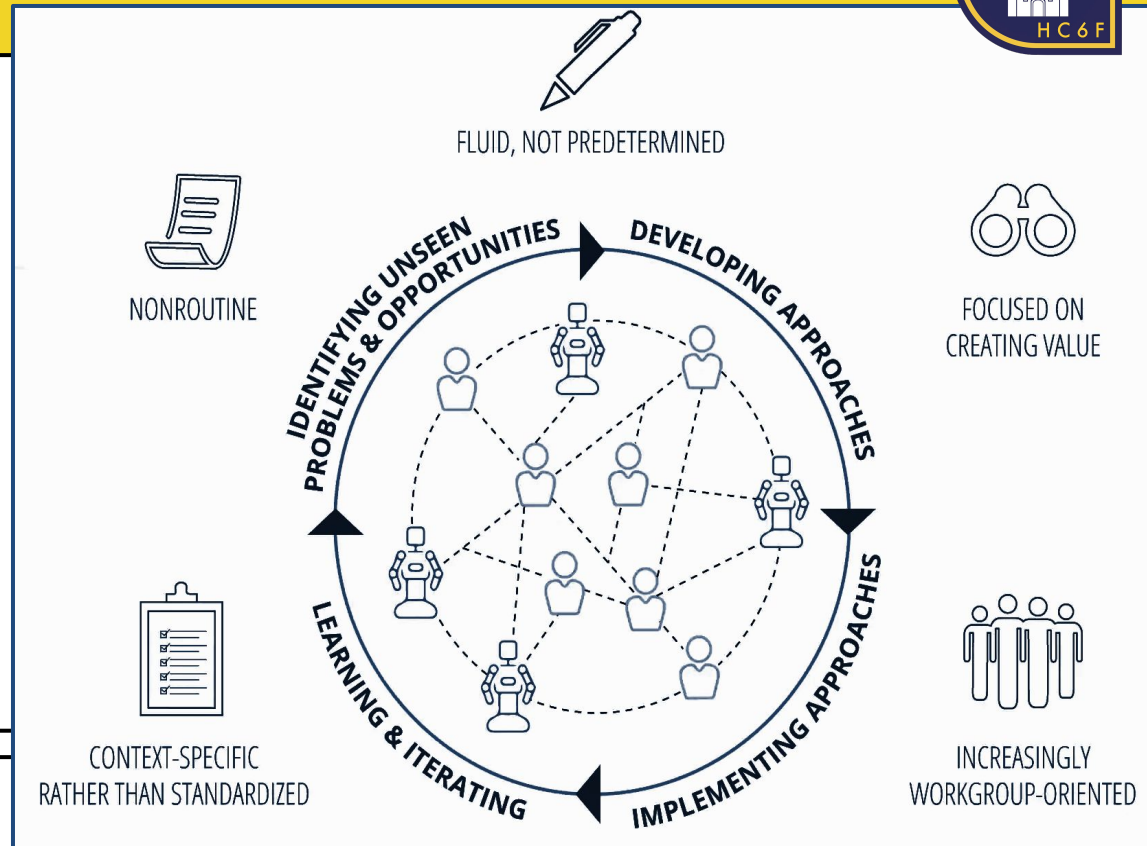 HC6F
FLUID, NOT PREDETERMINED
NONROUTINE
FOCUSED ON
CREATING VALUE
IDENTIFYING UNSEEN
PROBLEMS & OPPORTUNITIES
DEVELOPING APPROACHES
IMPLEMENTING APPROACHES
LEARNING & ITERATING
CONTEXT-SPECIFIC
RATHER THAN STANDARDIZED
INCREASINGLY
WORKGROUP-ORIENTED